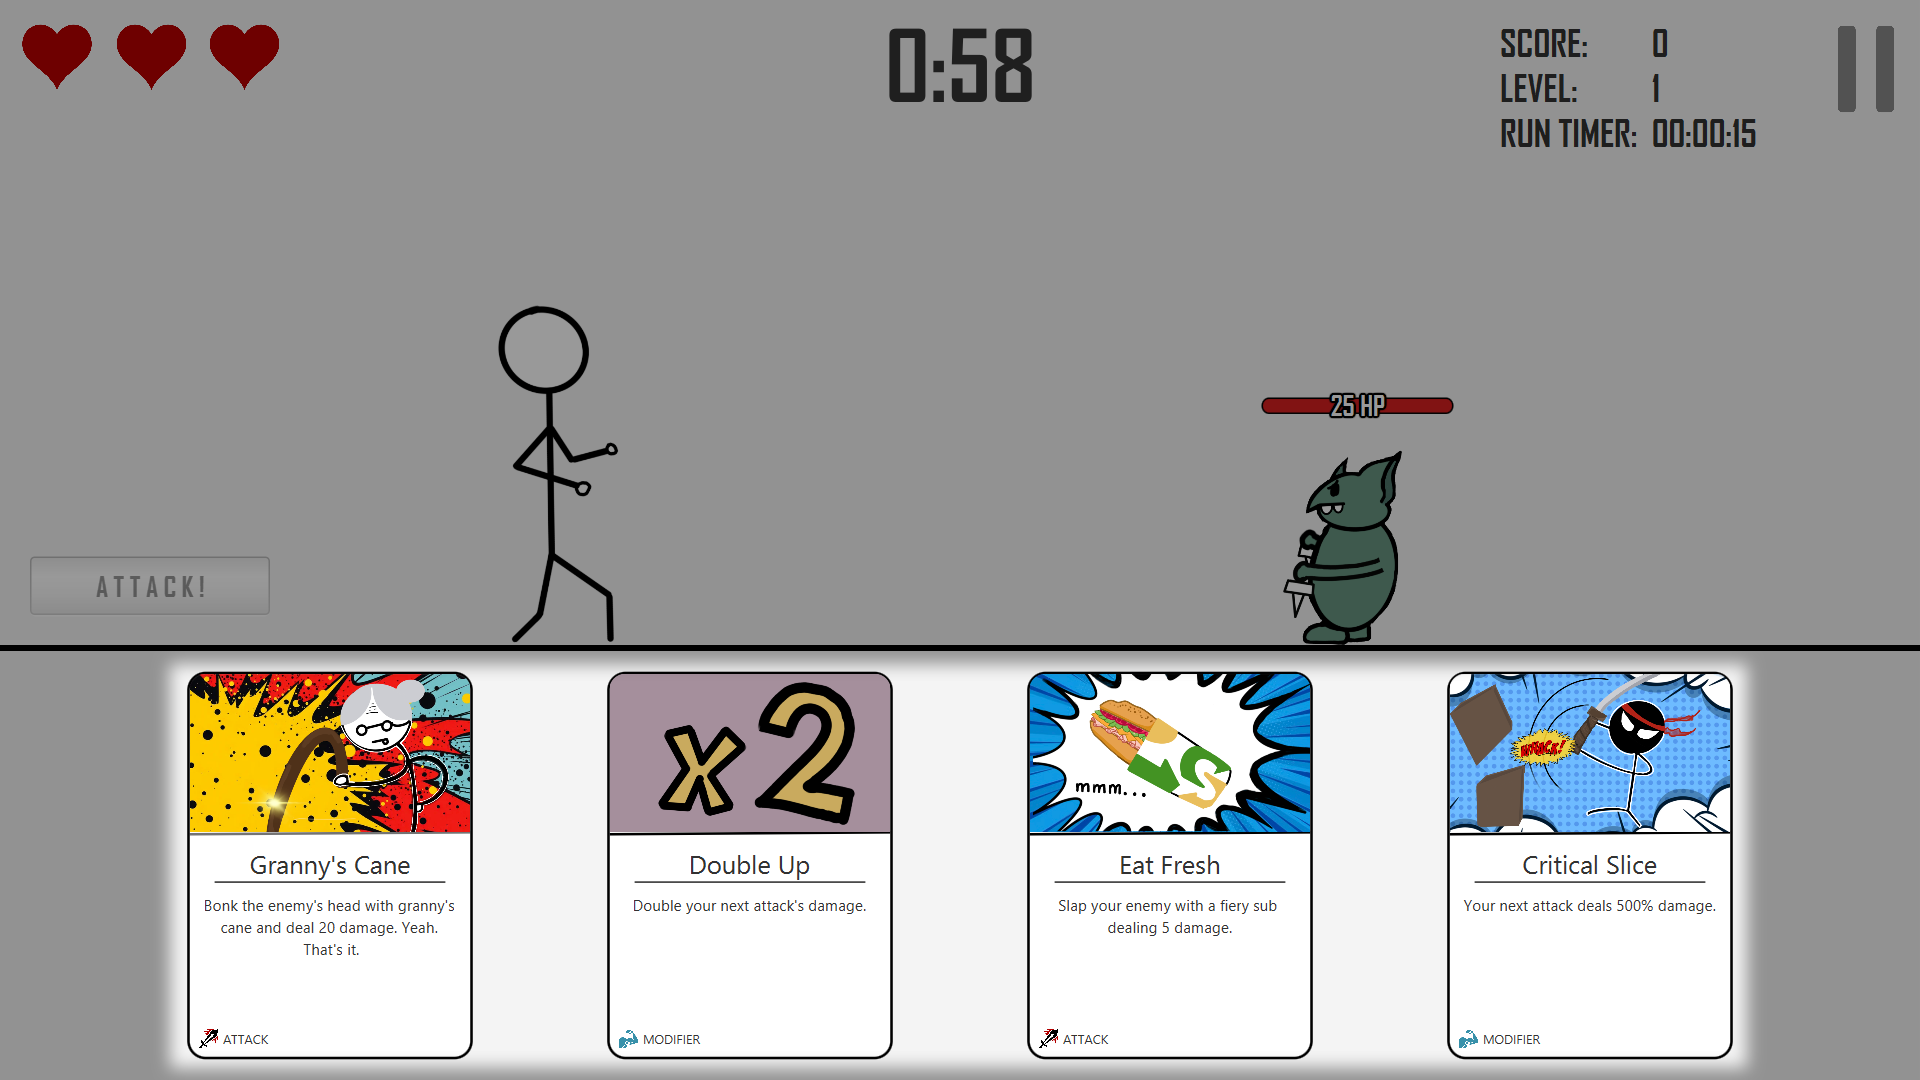 0:58
SCORE: 0
LEVEL: 1
RUN TIMER: 00:00:15
25 HP
ATTACK!
x2
mmm...
ATTACK!
Granny's Cane
Bonk the enemy's head with granny's
cane and deal 20 damage. Yeah.
That's it.
ATTACK
Double Up
Double your next attack's damage.
MODIFIER
Eat Fresh
Slap your enemy with a fiery sub
dealing 5 damage.
ATTACK
Critical Slice
Your next attack deals 500% damage.
MODIFIER